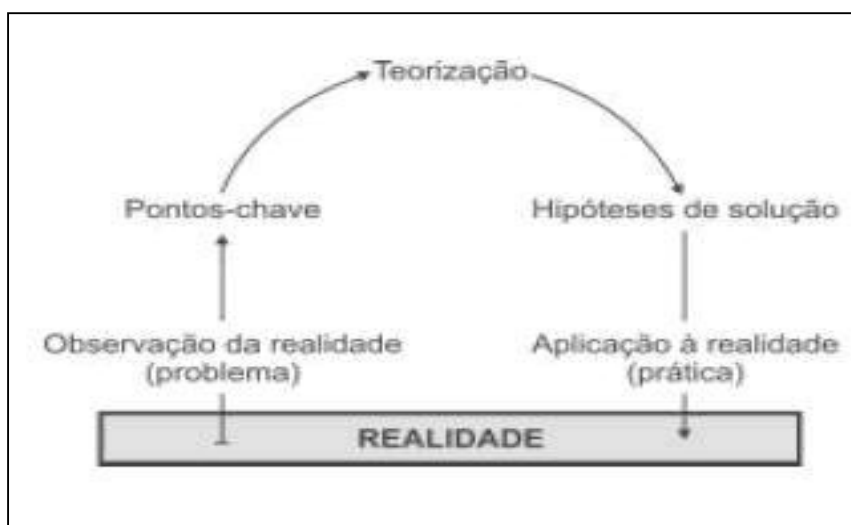 Teorização
Pontos-chave
Hipóteses de solução
Observação da realidade
(problema)
Aplicação à realidade
(prática)
REALIDADE